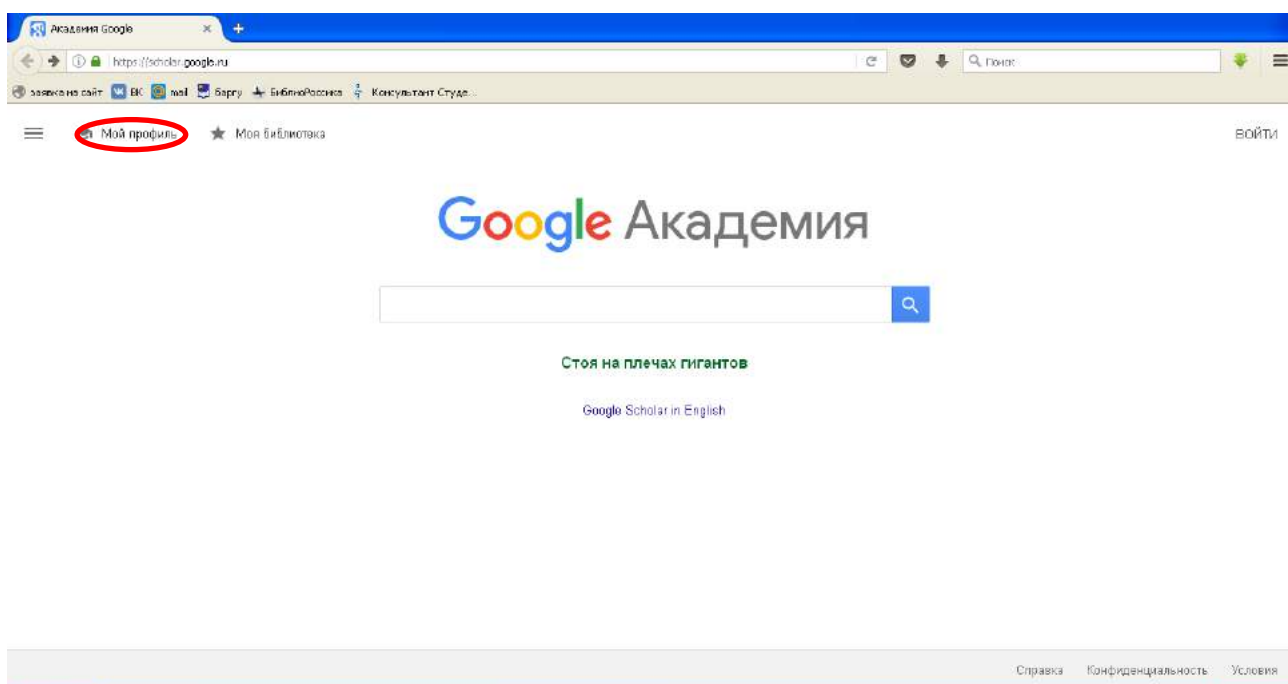 Академия Google
https://scholar.google.ru
Поиск
заявка на сайт ВК mail баргу БиблиоРоссика Консультант Студе...
Мой профиль Моя библиотека ВОЙТИ
Google Академия
Стоя на плечах гигантов
Google Scholar in English
Справка Конфиденциальность Условия